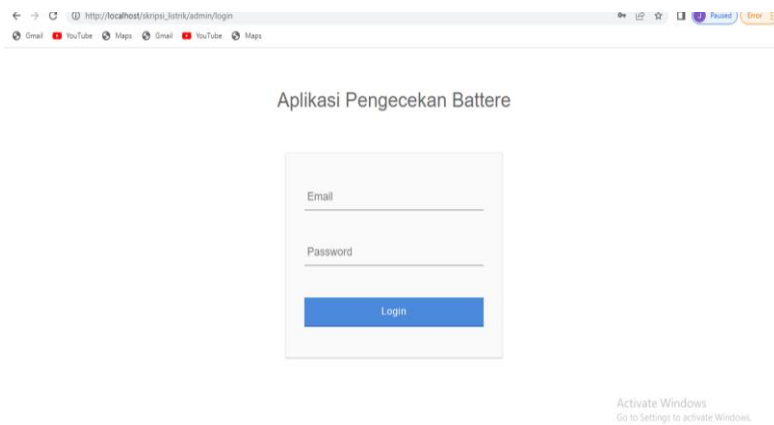 http://localhost/skripsi_listrik/admin/login
J Paused Error
Gmail YouTube Maps Gmail YouTube Maps
Aplikasi Pengecekan Battere
Email
Password
Login
Activate Windows
Go to Settings to activate Windows.